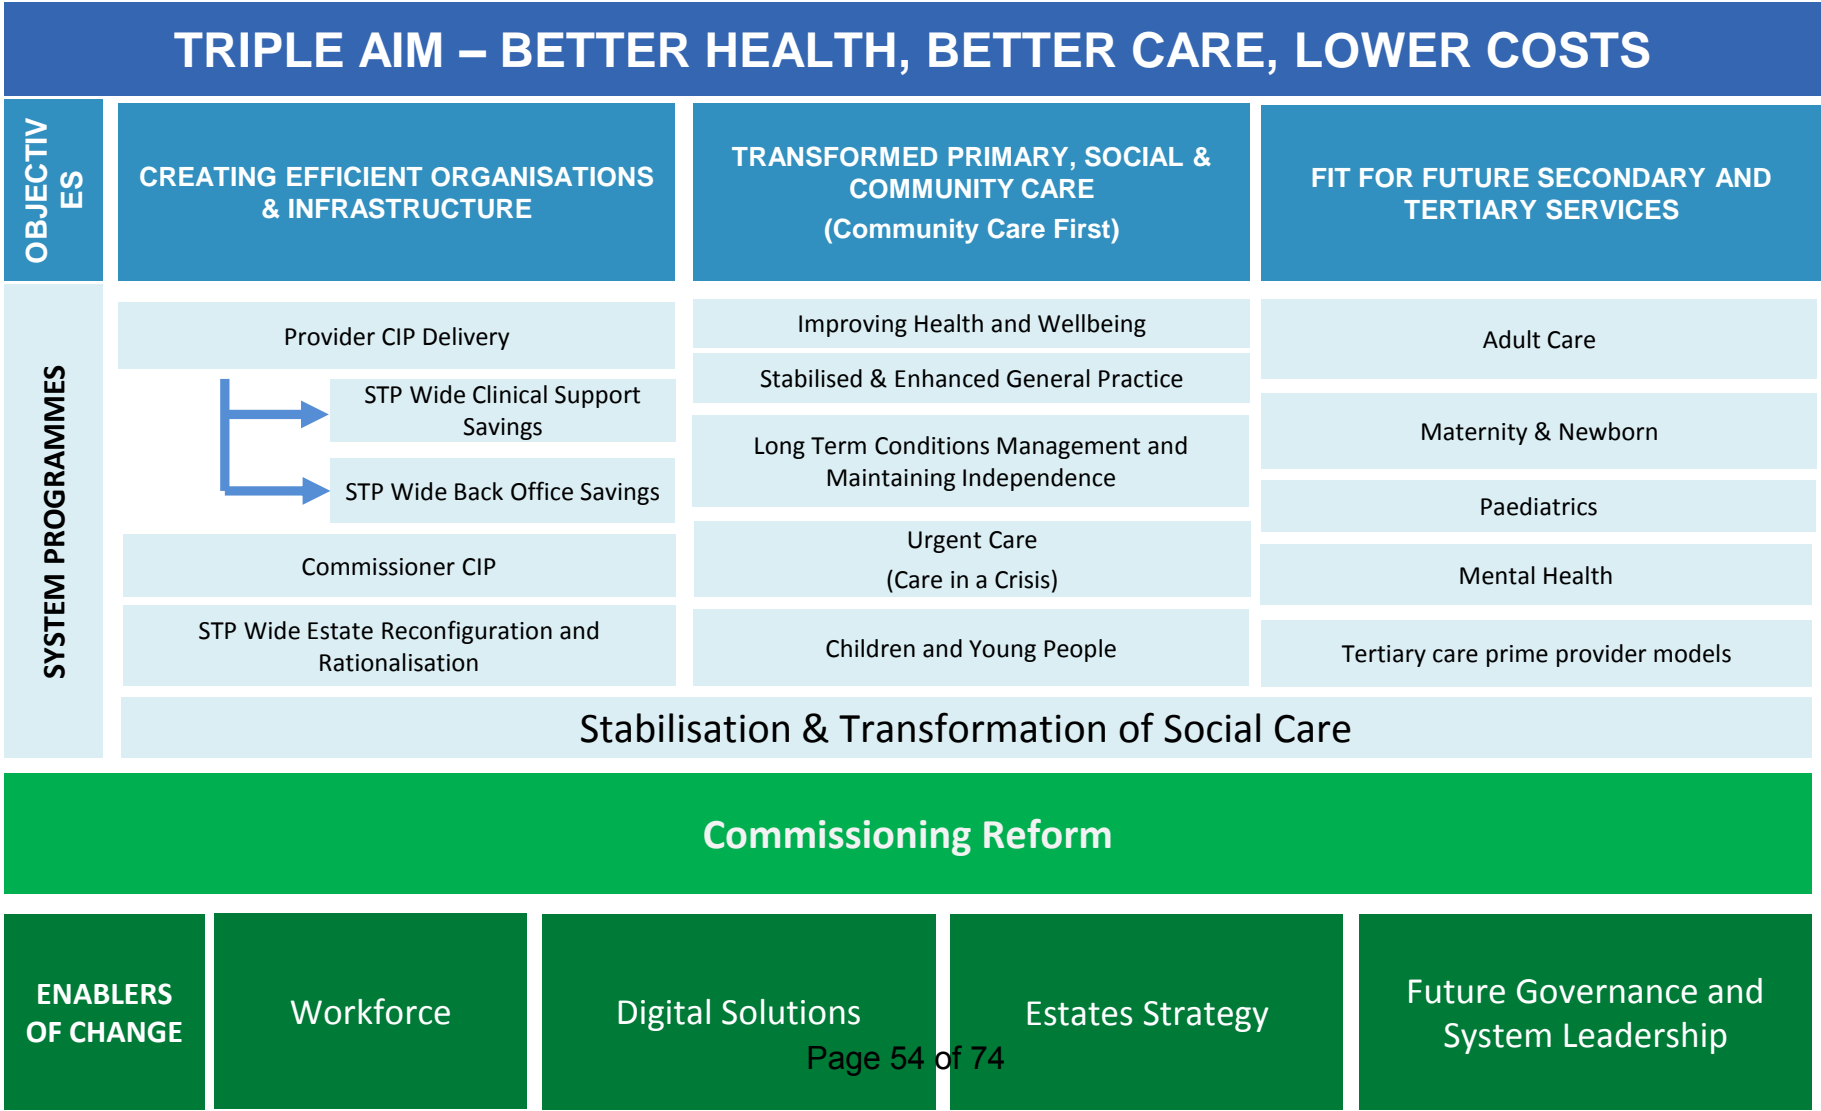 TRIPLE AIM – BETTER HEALTH, BETTER CARE, LOWER COSTS
OBJECTIV
ES
CREATING EFFICIENT ORGANISATIONS
& INFRASTRUCTURE
TRANSFORMED PRIMARY, SOCIAL &
COMMUNITY CARE
(Community Care First)
FIT FOR FUTURE SECONDARY AND
TERTIARY SERVICES
SYSTEM PROGRAMMES
Provider CIP Delivery
STP Wide Clinical Support
Savings
STP Wide Back Office Savings
Commissioner CIP
STP Wide Estate Reconfiguration and
Rationalisation
Improving Health and Wellbeing
Stabilised & Enhanced General Practice
Long Term Conditions Management and
Maintaining Independence
Urgent Care
(Care in a Crisis)
Children and Young People
Adult Care
Maternity & Newborn
Paediatrics
Mental Health
Tertiary care prime provider models
Stabilisation & Transformation of Social Care
Commissioning Reform
ENABLERS
OF CHANGE
Workforce
Digital Solutions
Estates Strategy
Future Governance and
System Leadership
Page 54 of 74